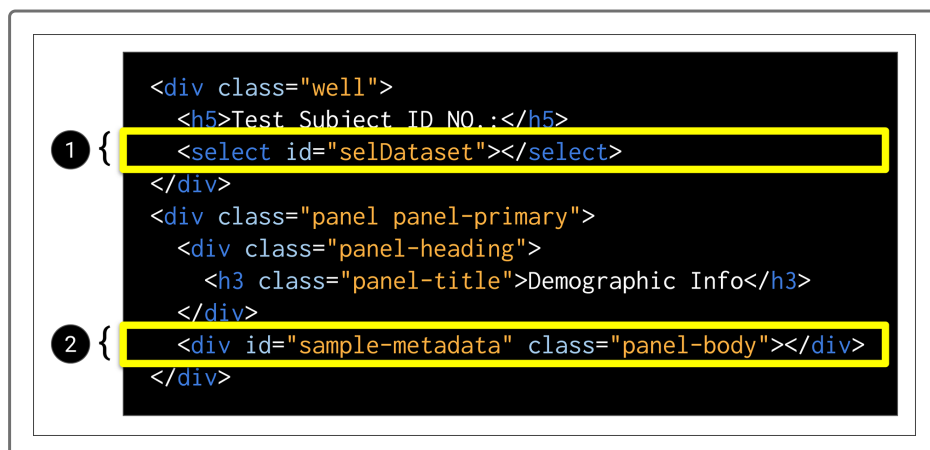 <div class="well">
<h5>Test Subject ID NO.:</h5>
1 { <select id="selDataset"></select>
</div>
<div class="panel panel-primary">
<div class="panel-heading">
<h3 class="panel-title">Demographic Info</h3>
</div>
2 { <div id="sample-metadata" class="panel-body"></div>
</div>